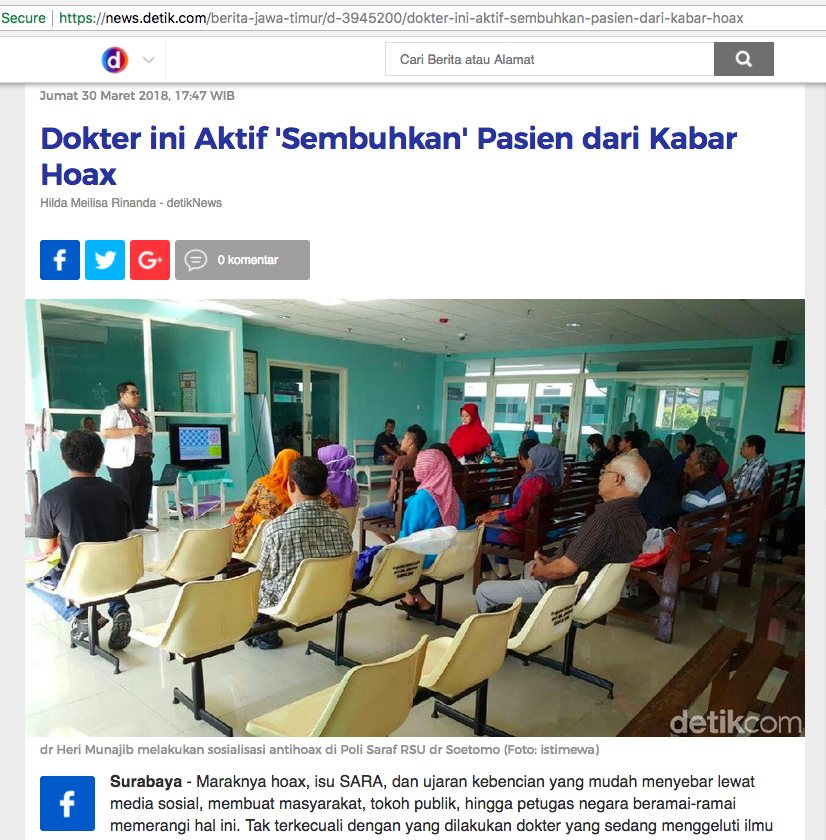 Secure https://news.detik.com/berita-jawa-timur/d-3945200/dokter-ini-aktif-sembuhkan-pasien-dari-kabar-hoax
d
Cari Berita atau Alamat
Jumat 30 Maret 2018, 17:47 WIB
Dokter ini Aktif 'Sembuhkan' Pasien dari Kabar
Hoax
Hilda Meilisa Rinanda - detikNews
f
G+
0 komentar
detikcom
dr Heri Munajib melakukan sosialisasi antihoax di Poli Saraf RSU dr Soetomo (Foto: istimewa)
f
Surabaya - Maraknya hoax, isu SARA, dan ujaran kebencian yang mudah menyebar lewat
media sosial, membuat masyarakat, tokoh publik, hingga petugas negara beramai-ramai
memerangi hal ini. Tak terkecuali dengan yang dilakukan dokter yang sedang menggeluti ilmu